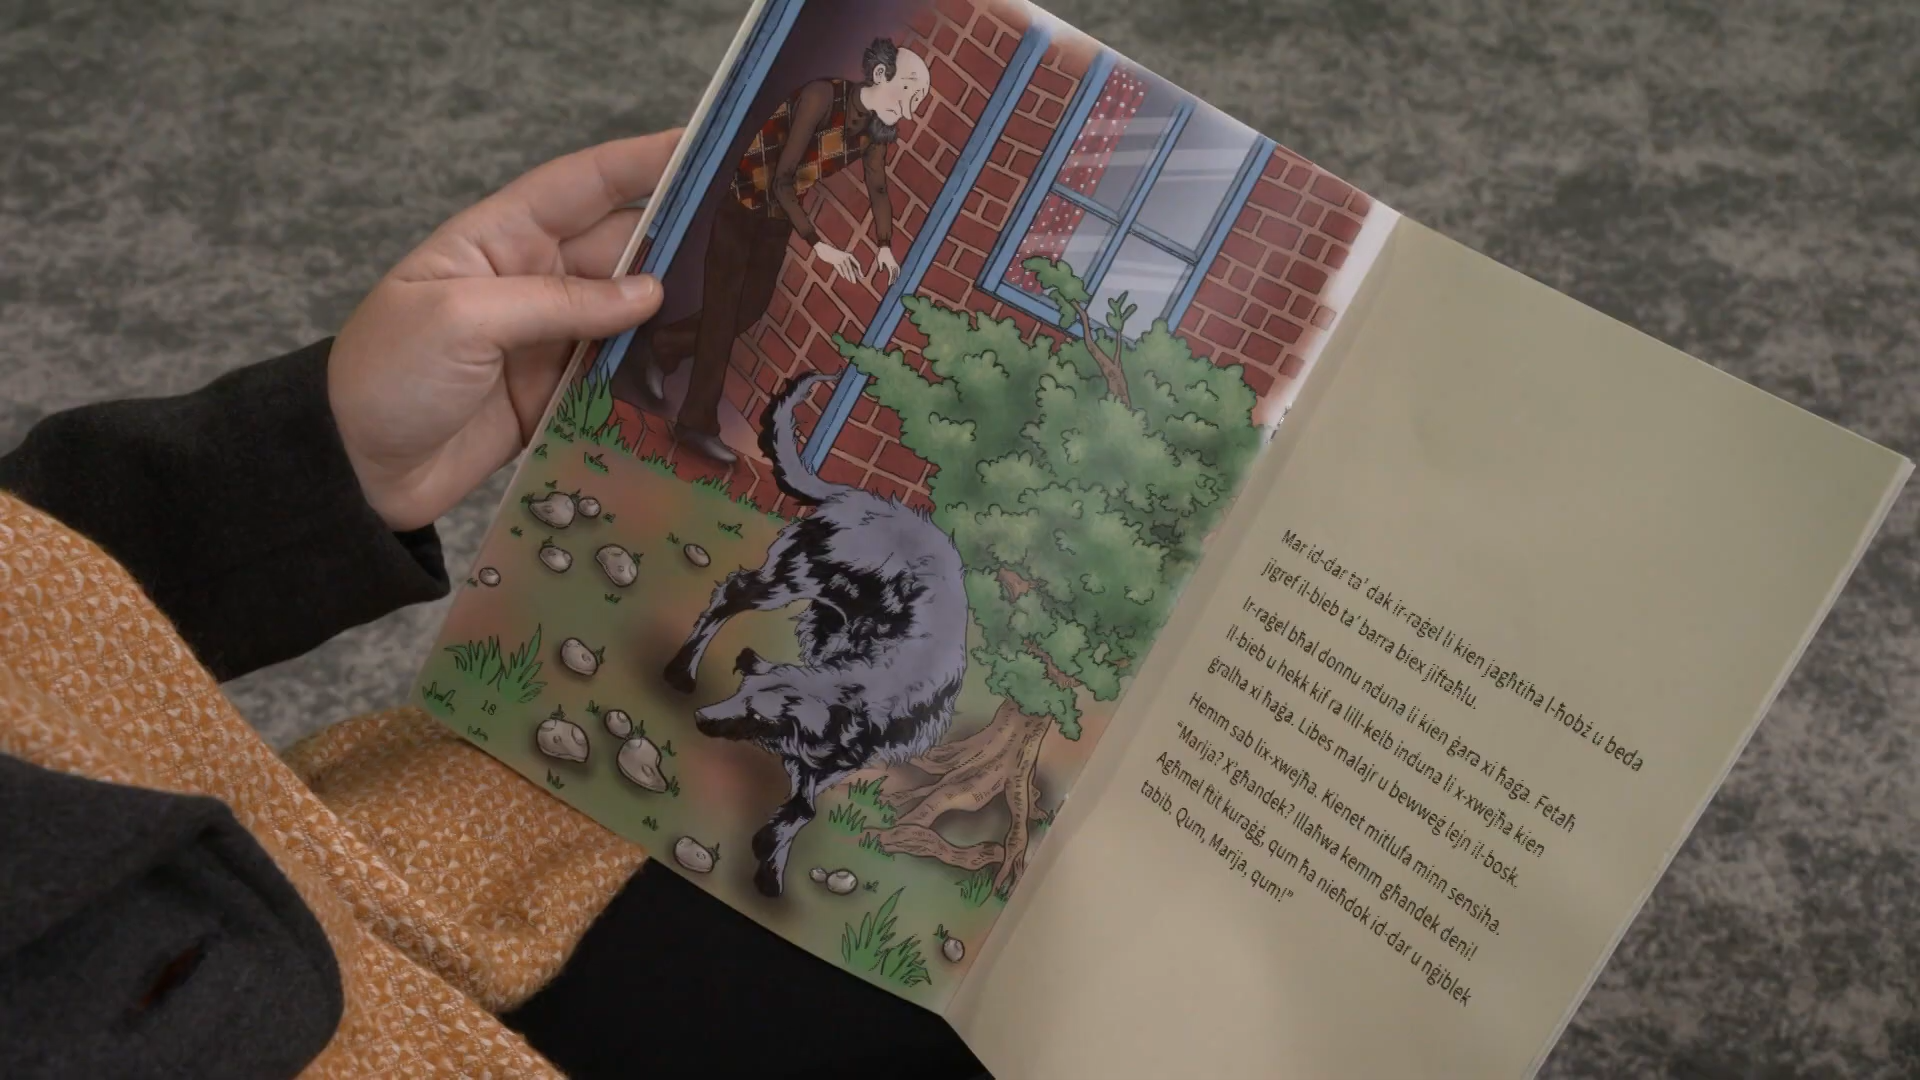 18
Mar id-dar ta' dak ir-raġel li kien jagħtiha l-ħobż u beda
jigref il-bieb ta' barra biex jiftaħlu.
Ir-raġel bħal donnu nduna li kien ġara xi ħaġa. Fetaħ
il-bieb u hekk kif ra lill-kelb induna li x-xwejħa kien
ġralha xi ħaġa. Libes malajr u bewweġ lejn il-bosk.
Hemm sab lix-xwejħa. Kienet mitlufa minn sensiha.
"Marija? X'għandek? Illaħwa kemm għandek deni!
Agħmel ftit kuraġġ, qum ħa nieħdok id-dar u nġiblek
tabib. Qum, Marija, qum!"